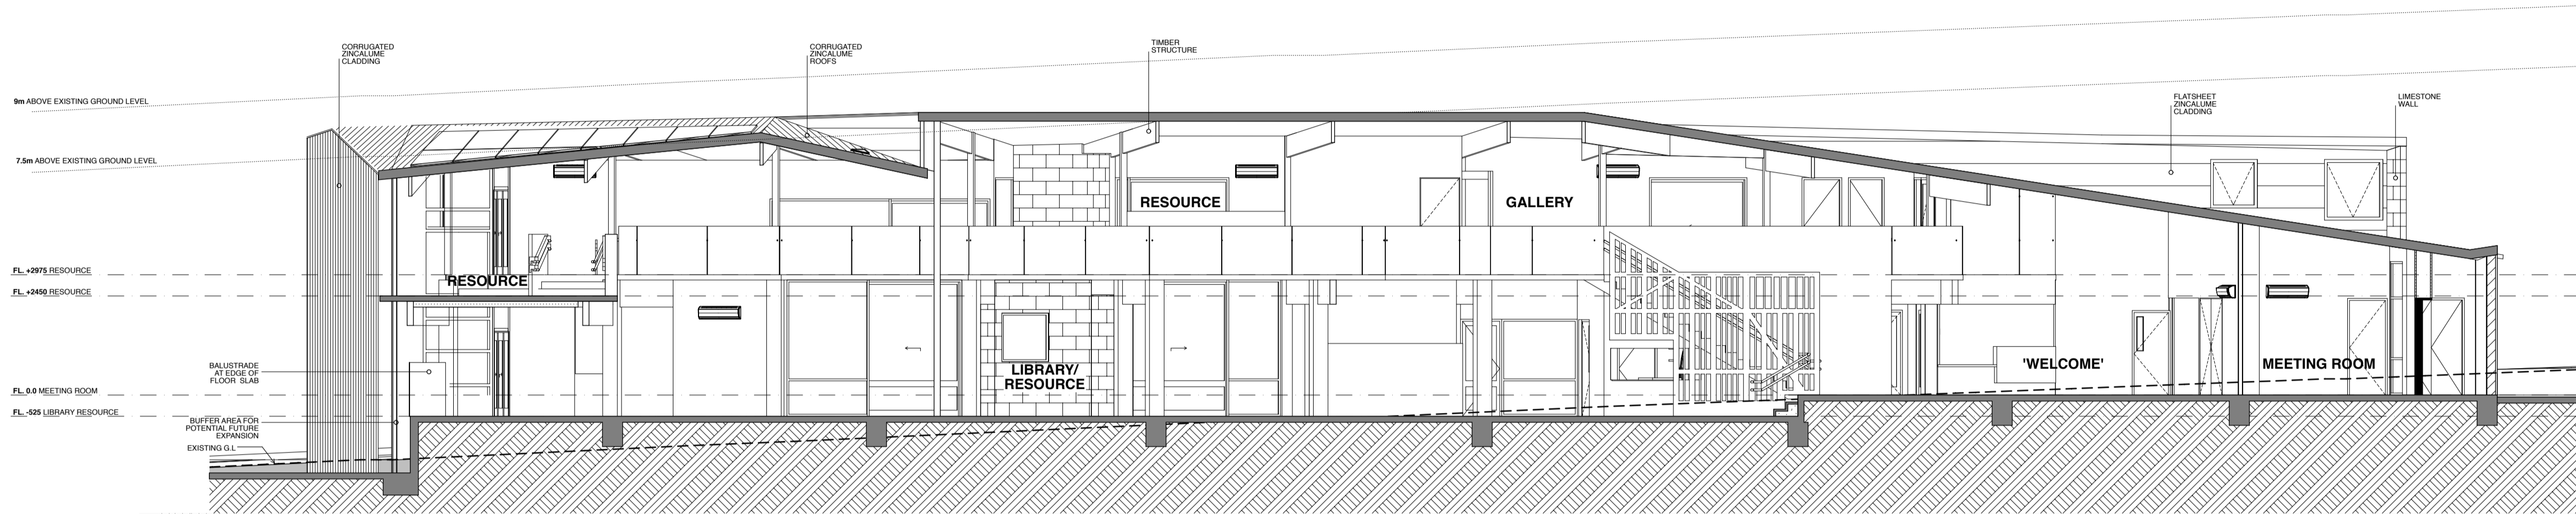 CORRUGATED
ZINCALUME
CLADDING
CORRUGATED
ZINCALUME
ROOFS
TIMBER
STRUCTURE
FLATSHEET
ZINCALUME
CLADDING
LIMESTONE
WALL
9m ABOVE EXISTING GROUND LEVEL
7.5m ABOVE EXISTING GROUND LEVEL
RESOURCE
GALLERY
FL. +2975 RESOURCE
RESOURCE
FL. +2450 RESOURCE
BALUSTRADE
AT EDGE OF
FLOOR SLAB
LIBRARY/
RESOURCE
'WELCOME'
MEETING ROOM
FL. 0.0 MEETING ROOM
FL. -525 LIBRARY RESOURCE
BUFFER AREA FOR
POTENTIAL FUTURE
EXPANSION
EXISTING G.L